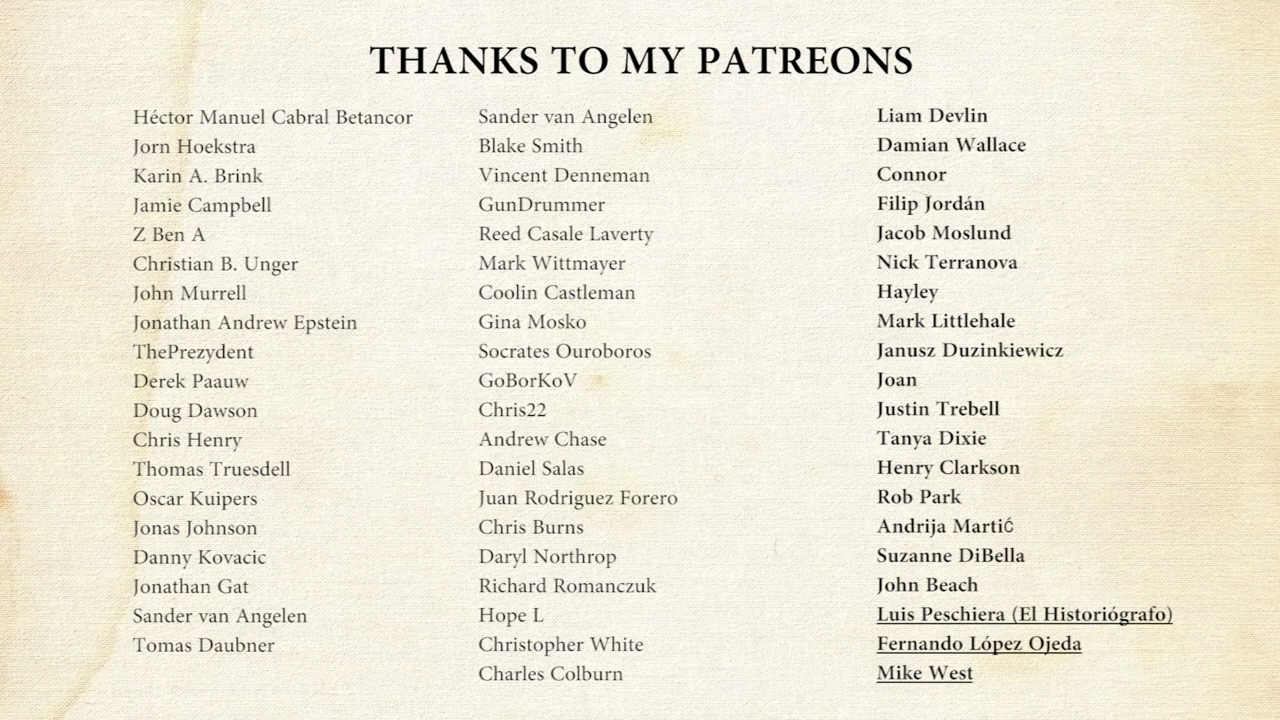 THANKS TO MY PATREONS
Héctor Manuel Cabral Betancor
Jorn Hoekstra
Karin A. Brink
Jamie Campbell
Z Ben A
Christian B. Unger
John Murrell
Jonathan Andrew Epstein
ThePrezydent
Derek Paauw
Doug Dawson
Chris Henry
Thomas Truesdell
Oscar Kuipers
Jonas Johnson
Danny Kovacic
Jonathan Gat
Sander van Angelen
Tomas Daubner
Sander van Angelen
Blake Smith
Vincent Denneman
GunDrummer
Reed Casale Laverty
Mark Wittmayer
Coolin Castleman
Gina Mosko
Socrates Ouroboros
GoBorKoV
Chris22
Andrew Chase
Daniel Salas
Juan Rodriguez Forero
Chris Burns
Daryl Northrop
Richard Romanczuk
Hope L
Christopher White
Charles Colburn
Liam Devlin
Damian Wallace
Connor
Filip Jordán
Jacob Moslund
Nick Terranova
Hayley
Mark Littlehale
Janusz Duzinkiewicz
Joan
Justin Trebell
Tanya Dixie
Henry Clarkson
Rob Park
Andrija Martić
Suzanne DiBella
John Beach
Luis Peschiera (El Historiógrafo)
Fernando López Ojeda
Mike West